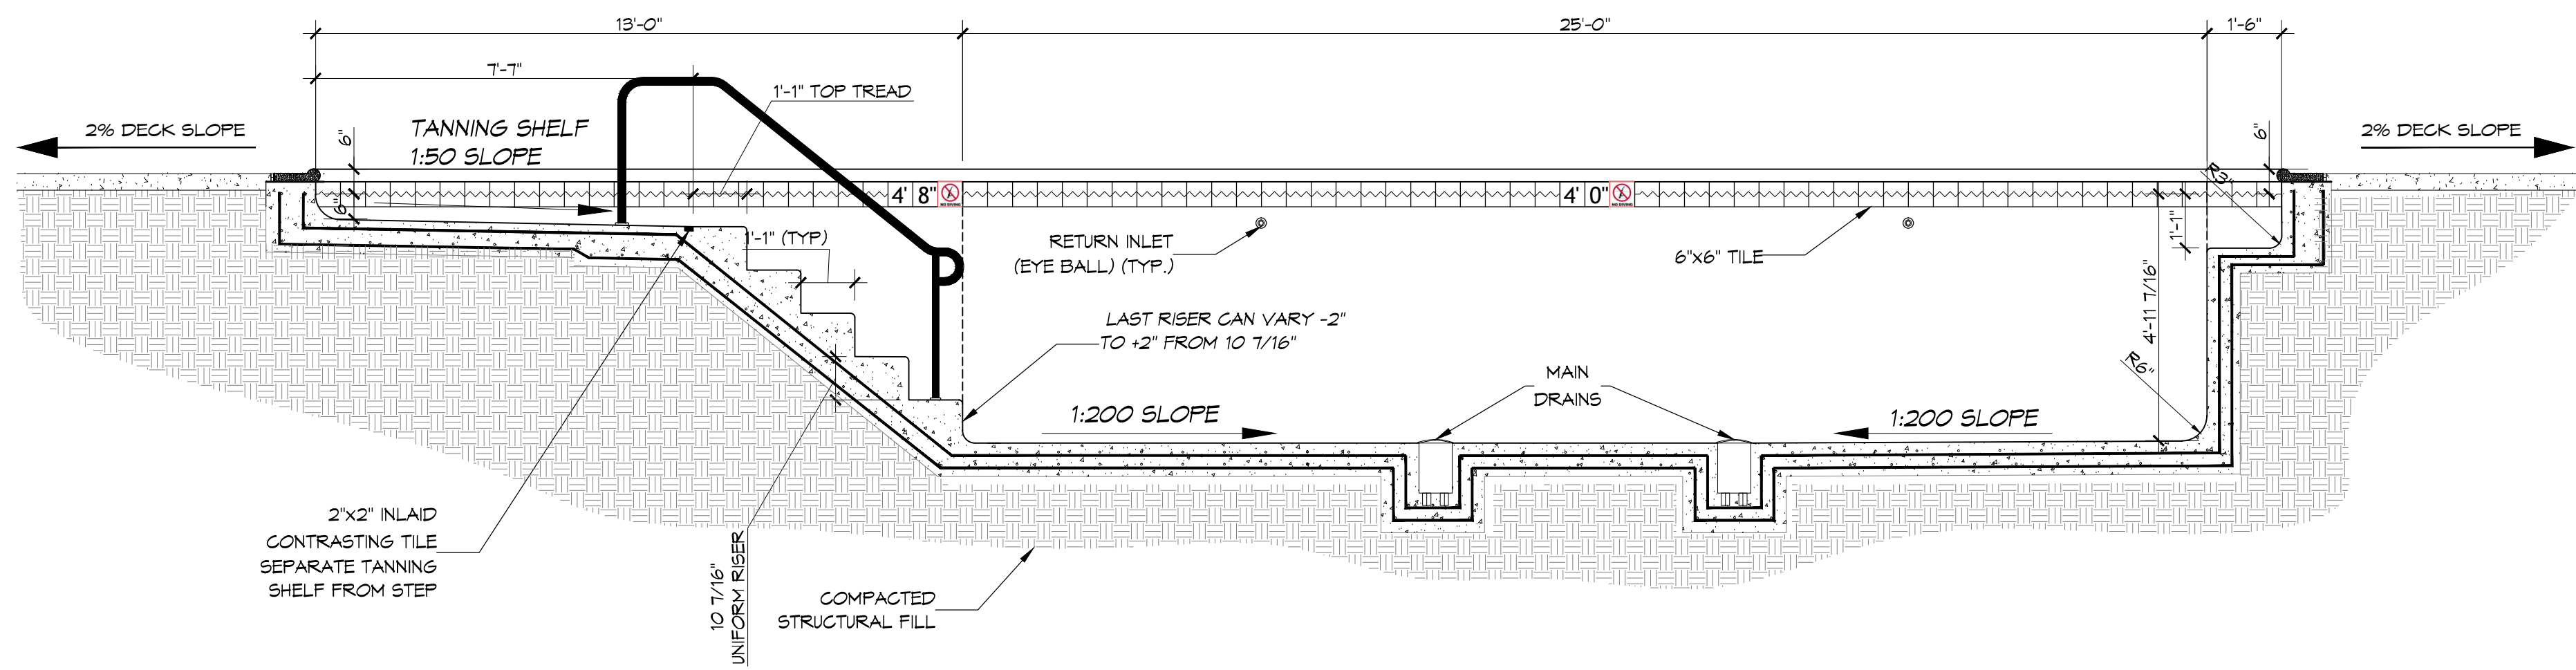 13'-0"
25'-0"
1'-6"
7'-7"
1'-1" TOP TREAD
2% DECK SLOPE
6"
TANNING SHELF
1:50 SLOPE
6"
2% DECK SLOPE
R3"
4' 8"
NO DIVING
4' 0"
NO DIVING
6"
1'-1" (TYP)
RETURN INLET
(EYE BALL) (TYP.)
6"x6" TILE
1'-1"
4'-11 7/16"
LAST RISER CAN VARY -2"
TO +2" FROM 10 7/16"
R6"
MAIN
DRAINS
1:200 SLOPE
1:200 SLOPE
2"x2" INLAID
CONTRASTING TILE
SEPARATE TANNING
SHELF FROM STEP
10 7/16"
UNIFORM RISER
COMPACTED
STRUCTURAL FILL